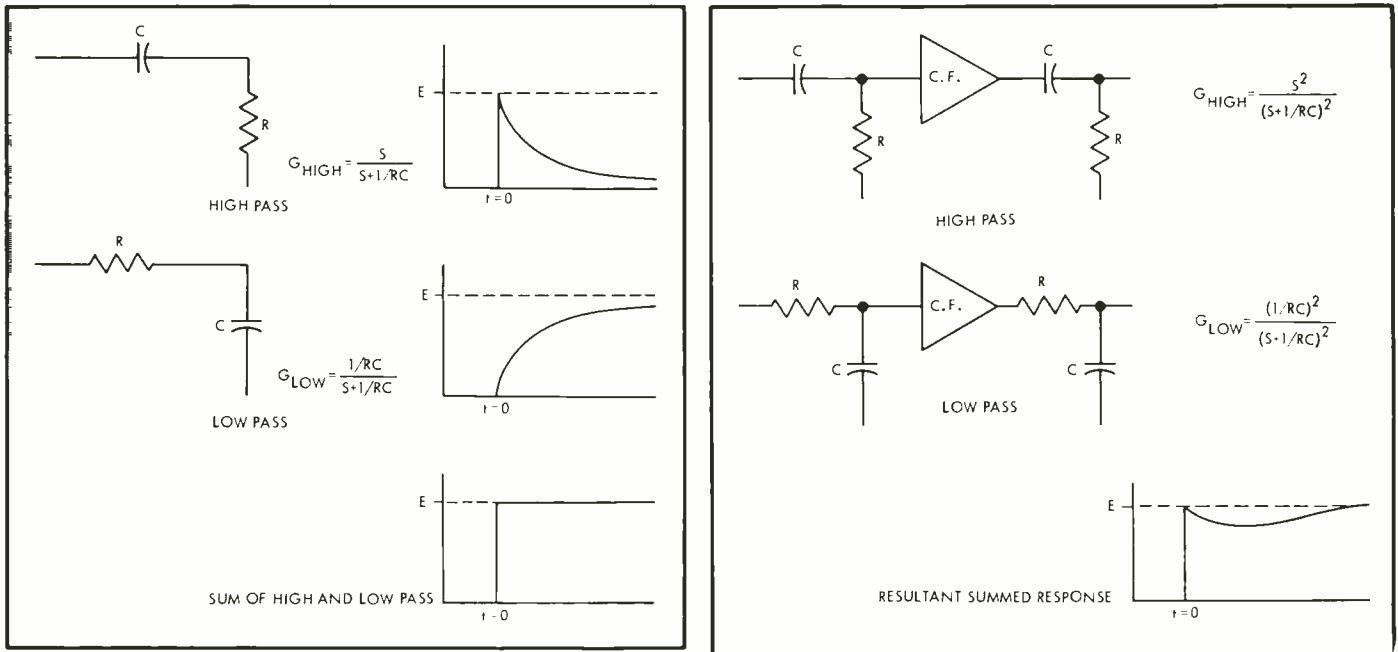 C
R
E
G_HIGH = S / (S+1/RC)
t=0
HIGH PASS
R
C
E
G_LOW = 1/RC / (S+1/RC)
t=0
LOW PASS
E
SUM OF HIGH AND LOW PASS
t=0
C
C.F.
C
R
R
G_HIGH = S² / (S+1/RC)²
HIGH PASS
R
C.F.
R
C
C
G_LOW = (1/RC)² / (S+1/RC)²
LOW PASS
E
RESULTANT SUMMED RESPONSE
t=0